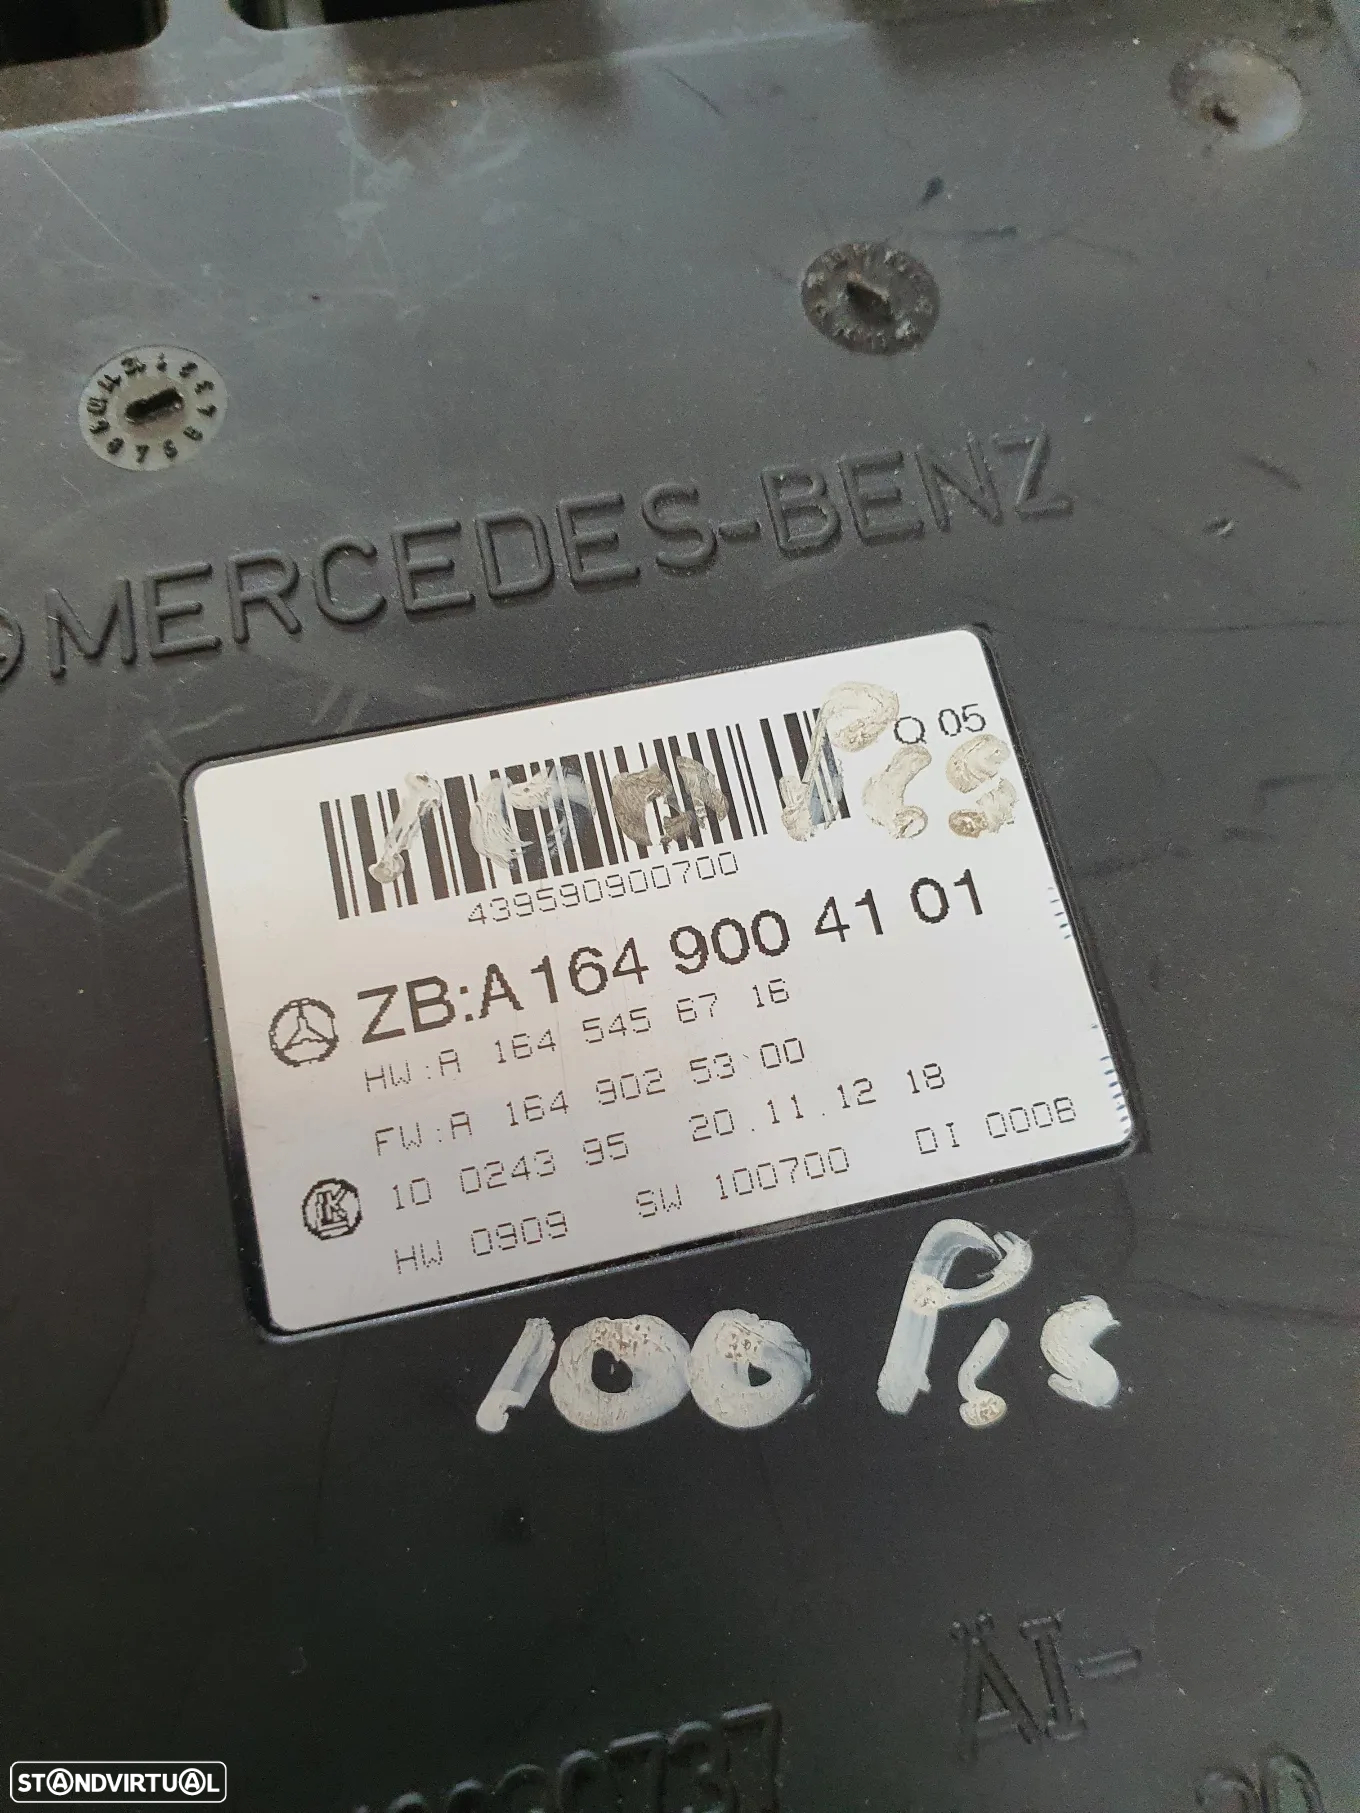 MERCEDES-BENZ
Q 05
439590900700
ZB:A 164 900 41 01
HW:A 164 545 67 16
FW:A 164 902 53 00
10 0243 95 20.11.12 18
HW 0909 SW 100700 DI 0008
100 Pis
ÄI-
STANDVIRTUAL